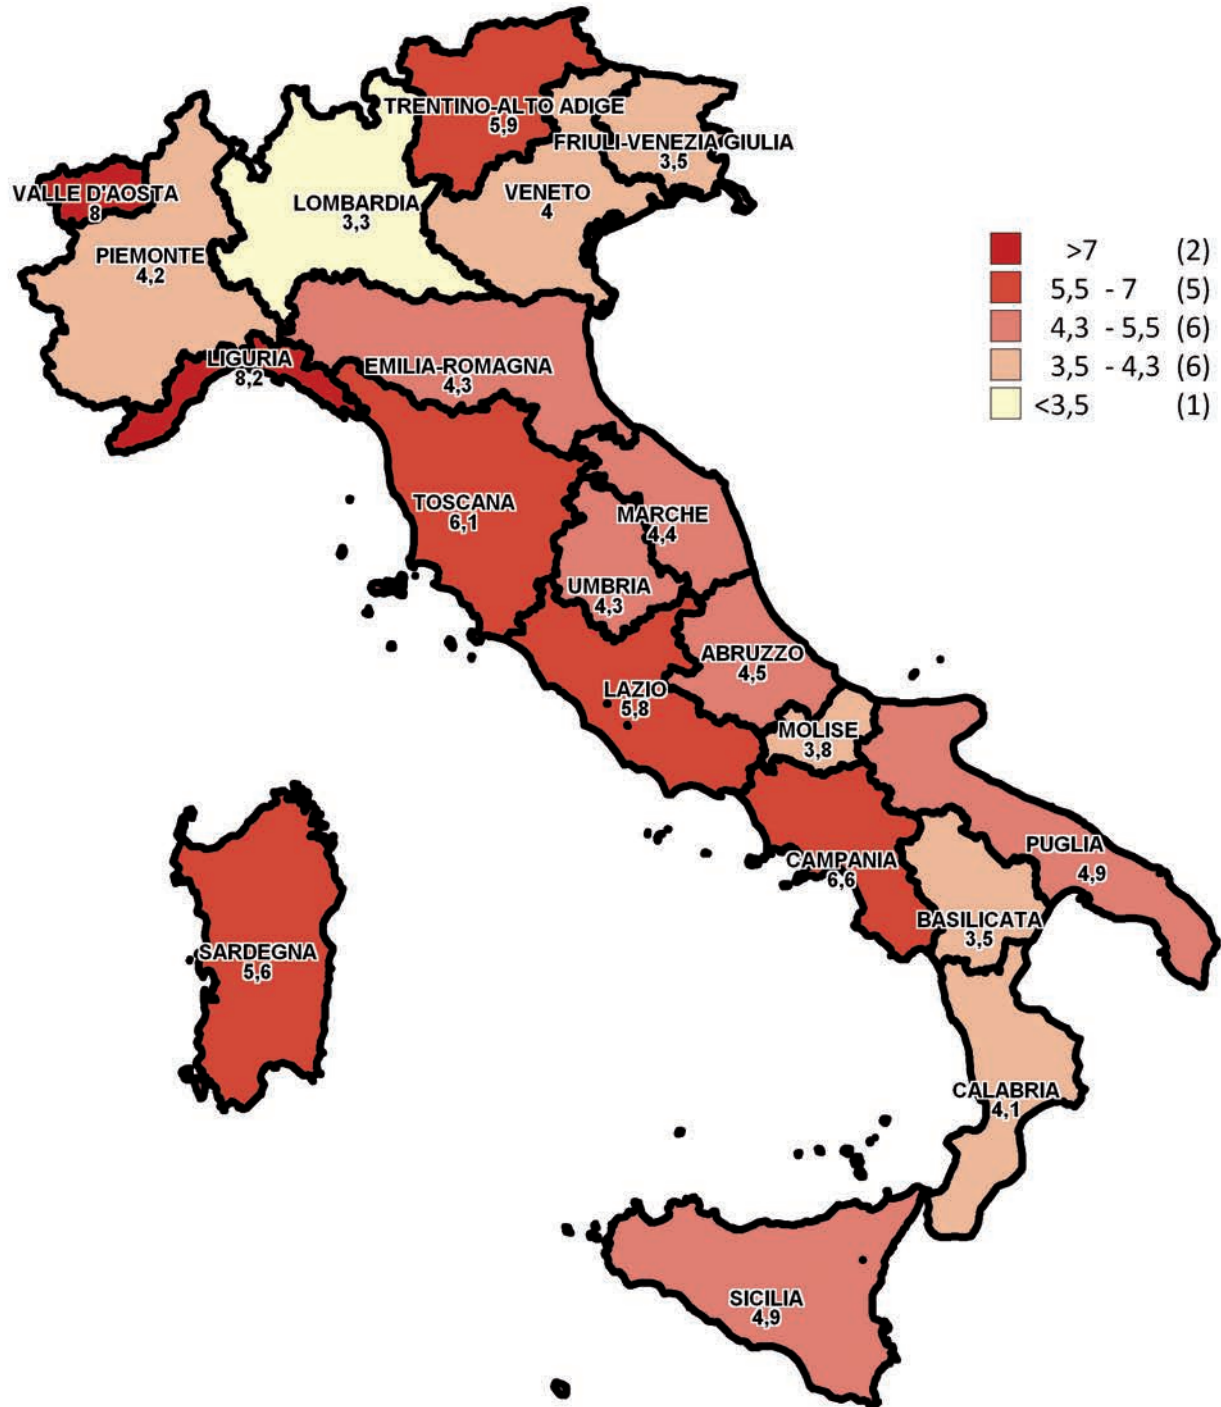 TRENTINO-ALTO ADIGE
5,9
FRIULI-VENEZIA GIULIA
3,5
VALLE D'AOSTA
8
LOMBARDIA
3,3
VENETO
4
PIEMONTE
4,2
>7 (2)
5,5 - 7 (5)
4,3 - 5,5 (6)
3,5 - 4,3 (6)
<3,5 (1)
LIGURIA
8,2
EMILIA-ROMAGNA
4,3
TOSCANA
6,1
MARCHE
4,4
UMBRIA
4,3
ABRUZZO
4,5
LAZIO
5,8
MOLISE
3,8
PUGLIA
4,9
CAMPANIA
6,6
BASILICATA
3,5
SARDEGNA
5,6
CALABRIA
4,1
SICILIA
4,9